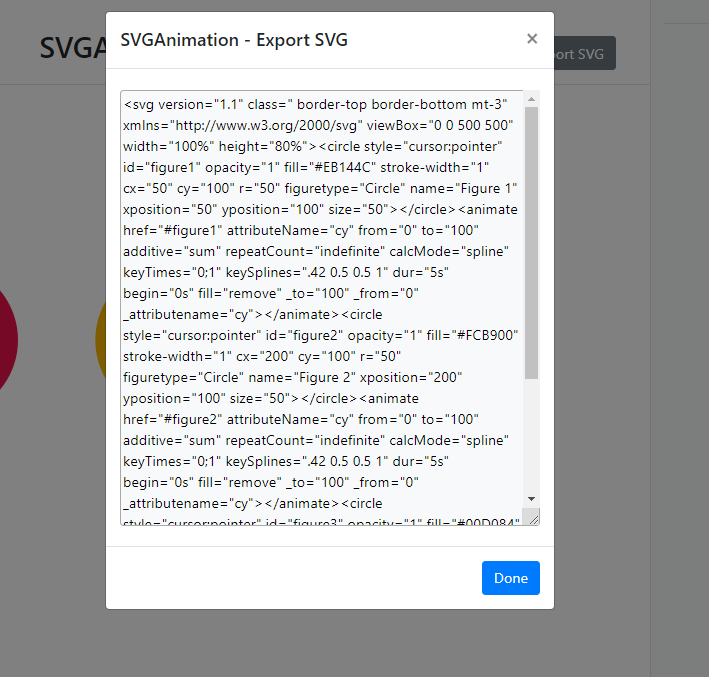 SVGA
SVGAnimation - Export SVG
×
ort SVG
<svg version="1.1" class=" border-top border-bottom mt-3"
xmlns="http://www.w3.org/2000/svg" viewBox="0 0 500 500"
width="100%" height="80%"><circle style="cursor:pointer"
id="figure1" opacity="1" fill="#EB144C" stroke-width="1"
cx="50" cy="100" r="50" figuretype="Circle" name="Figure 1"
xposition="50" yposition="100" size="50"></circle><animate
href="#figure1" attributeName="cy" from="0" to="100"
additive="sum" repeatCount="indefinite" calcMode="spline"
keyTimes="0;1" keySplines=".42 0.5 0.5 1" dur="5s"
begin="0s" fill="remove" _to="100" _from="0"
_attributename="cy"></animate><circle
style="cursor:pointer" id="figure2" opacity="1" fill="#FCB900"
stroke-width="1" cx="200" cy="100" r="50"
figuretype="Circle" name="Figure 2" xposition="200"
yposition="100" size="50"></circle><animate
href="#figure2" attributeName="cy" from="0" to="100"
additive="sum" repeatCount="indefinite" calcMode="spline"
keyTimes="0;1" keySplines=".42 0.5 0.5 1" dur="5s"
begin="0s" fill="remove" _to="100" _from="0"
_attributename="cy"></animate><circle
style="cursor:pointer" id="figure3" opacity="1" fill="#00D084"
Done